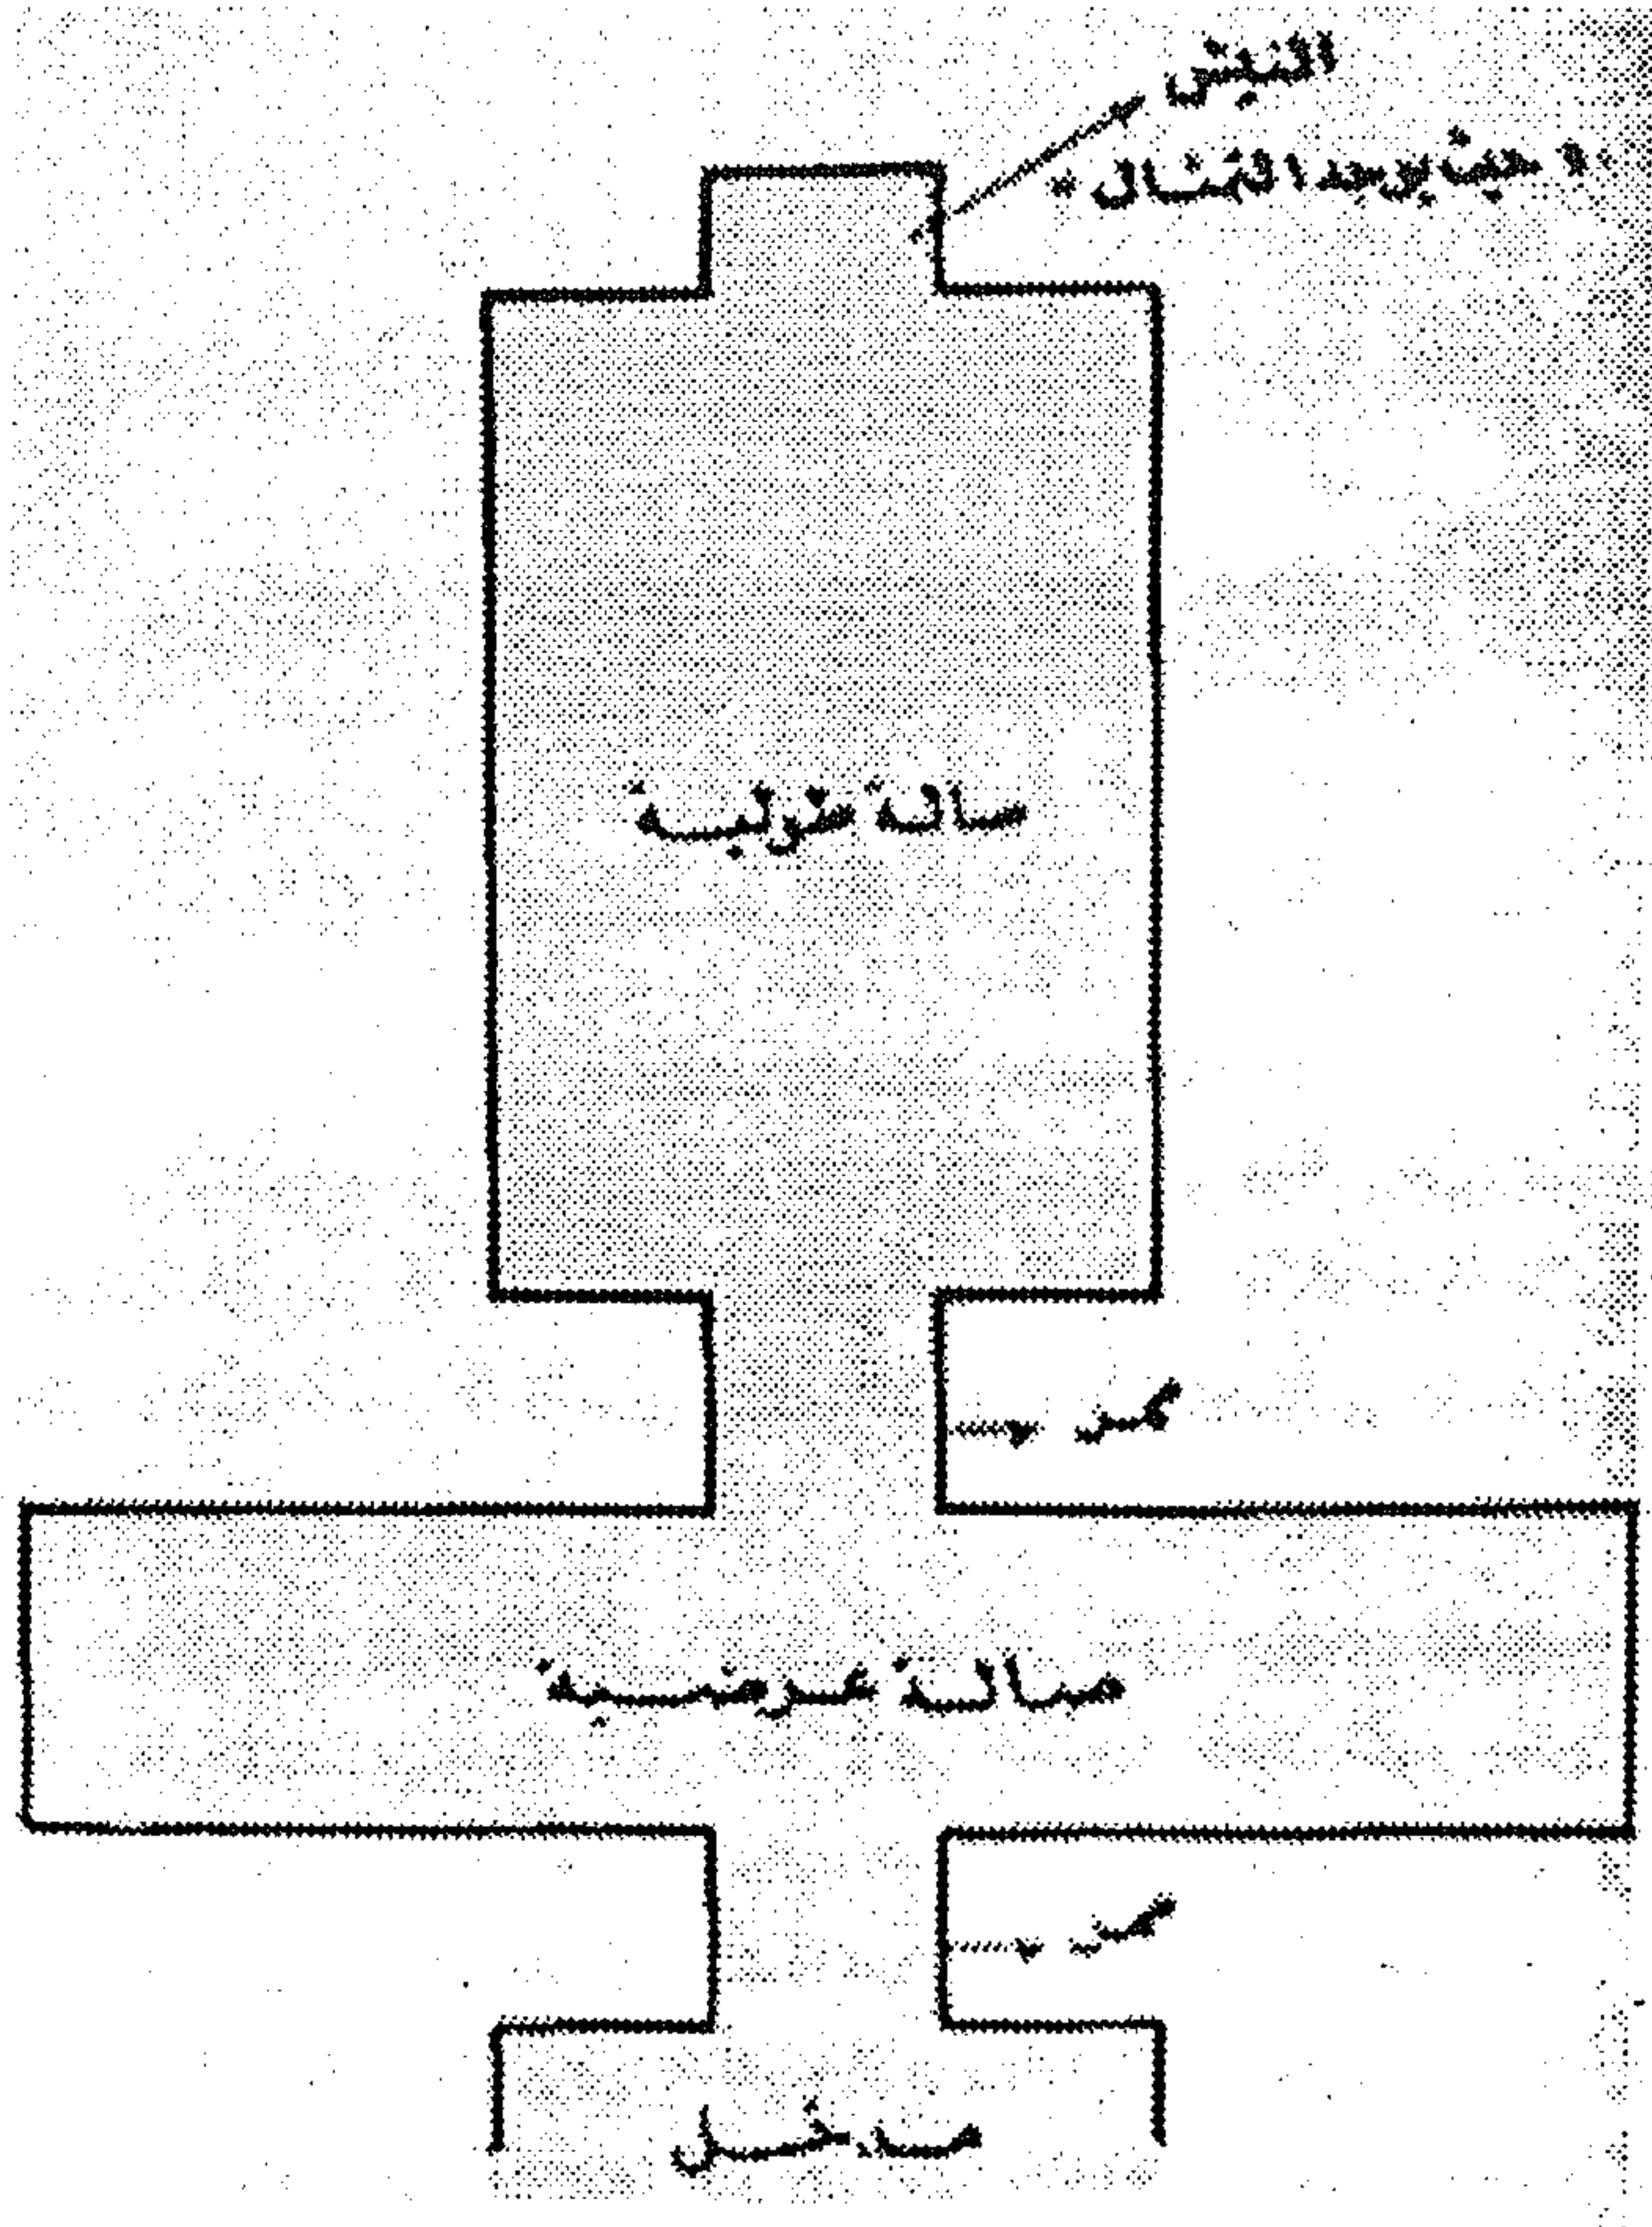 النيش
« حيث يوجد التمثال »
صالة طولية
ممر
صالة عرضية
ممر
مدخل